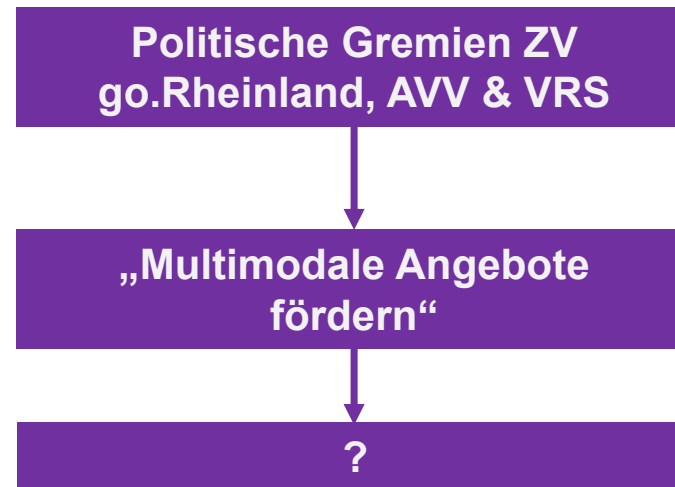 Politische Gremien ZV
go.Rheinland, AVV & VRS
„Multimodale Angebote
fördern“
?